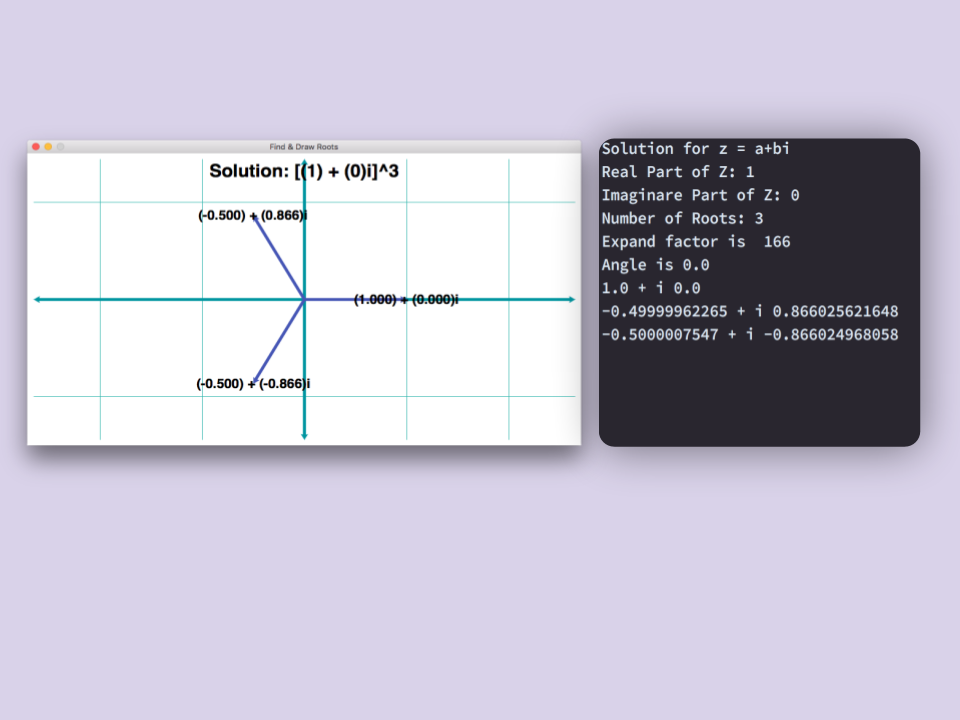 Find & Draw Roots
Solution: [(1) + (0)i]^3
(-0.500) + (0.866)i
(1.000) + (0.000)i
(-0.500) + (-0.866)i
Solution for z = a+bi
Real Part of Z: 1
Imaginare Part of Z: 0
Number of Roots: 3
Expand factor is  166
Angle is 0.0
1.0 + i 0.0
-0.49999962265 + i 0.866025621648
-0.5000007547 + i -0.866024968058